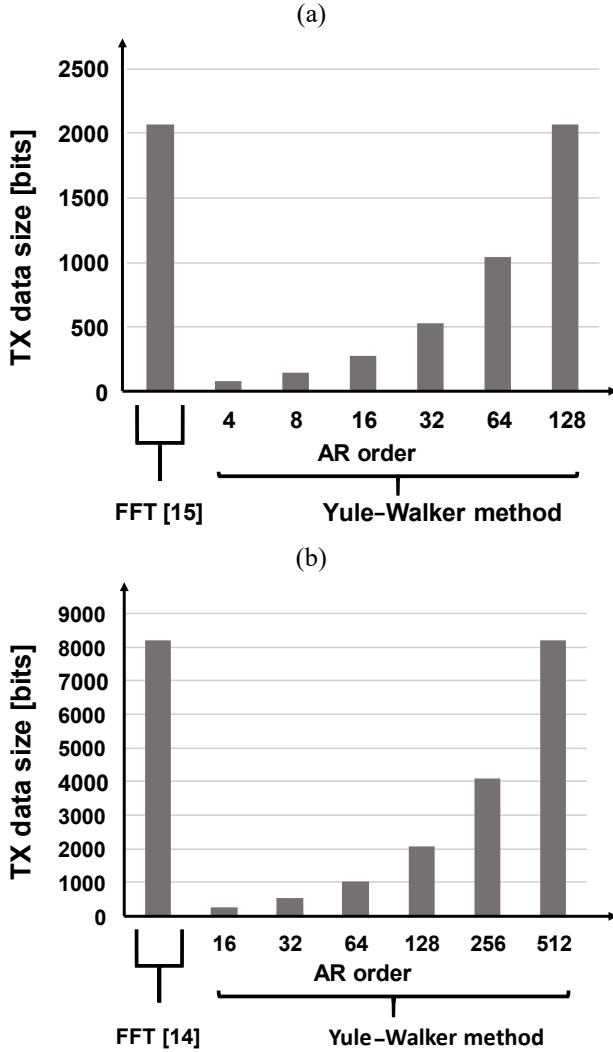 (a)
TX data size [bits]
2500
2000
1500
1000
500
0
4 8 16 32 64 128
AR order
FFT [15]
Yule–Walker method
(b)
TX data size [bits]
9000
8000
7000
6000
5000
4000
3000
2000
1000
0
16 32 64 128 256 512
AR order
FFT [14]
Yule–Walker method